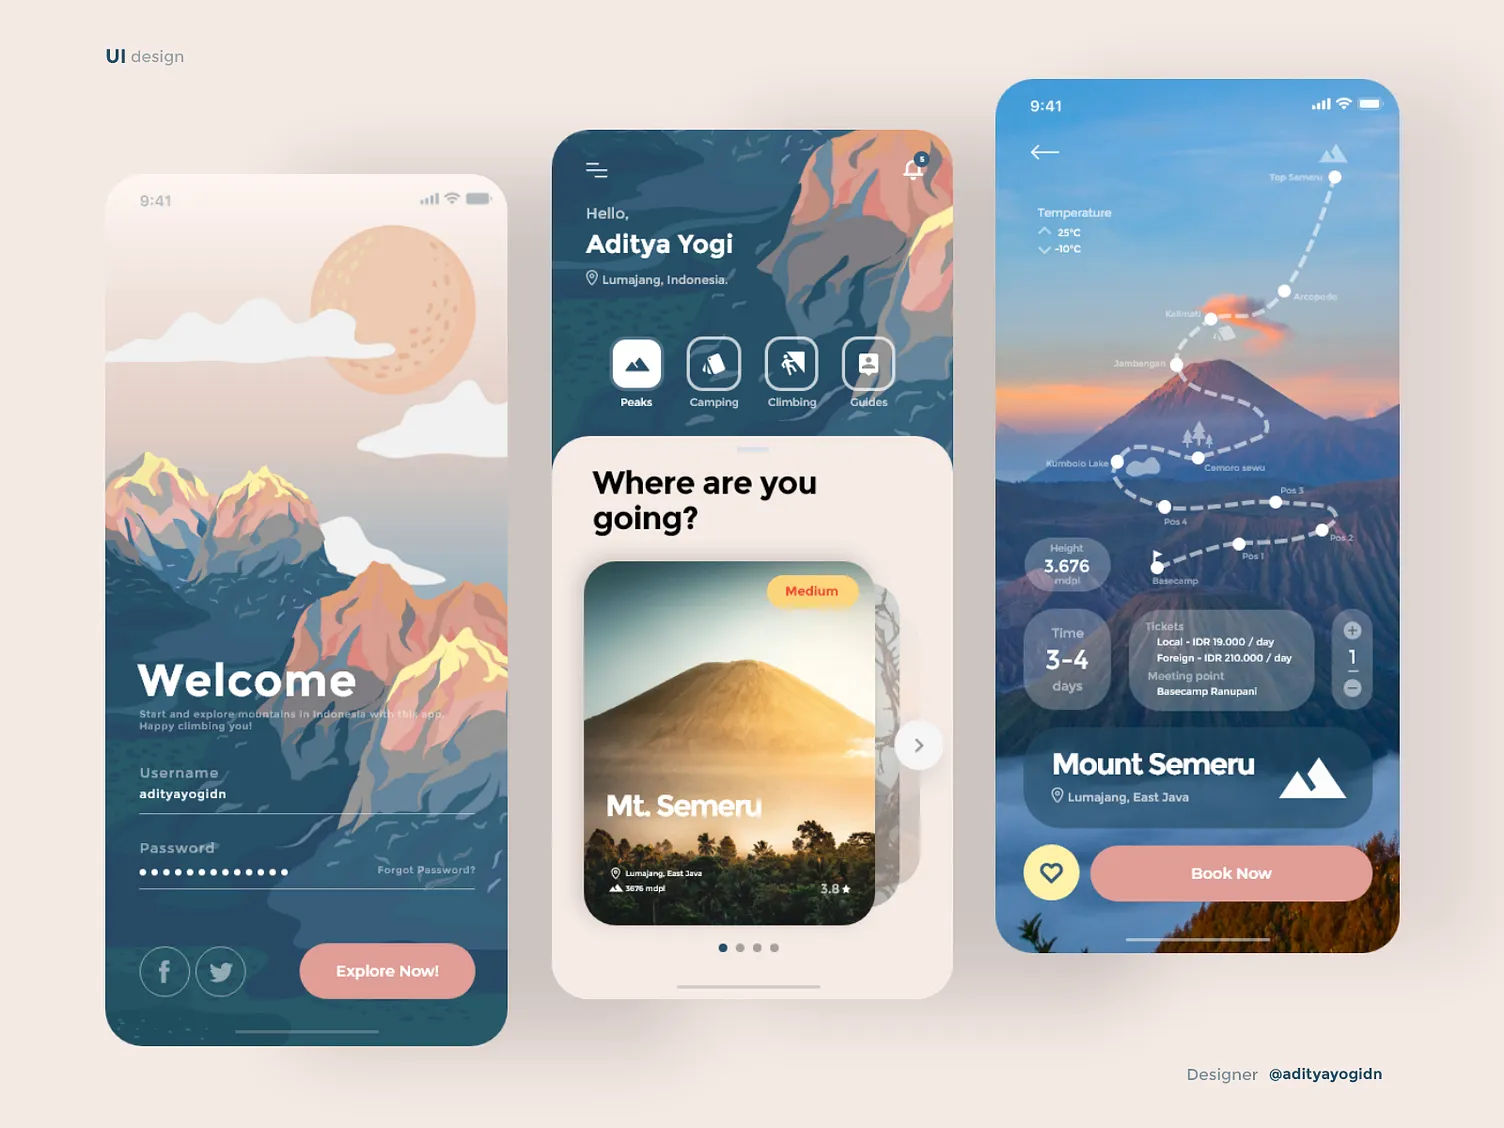 UI design
9:41
Welcome
Start and explore mountains in Indonesia with this app.
Happy climbing you!
Username
adityayogidn
Password
Forgot Password?
Explore Now!
5
Hello,
Aditya Yogi
Lumajang, Indonesia.
Peaks
Camping
Climbing
Guides
Where are you
going?
Medium
Mt. Semeru
Lumajang, East Java
3676 mdpl
3.8
9:41
Top Semeru
Temperature
25°C
-10°C
Arcopodo
Kalimati
Jambangan
Kumbolo Lake
Cemoro sewu
Pos 3
Pos 4
Pos 2
Pos 1
Basecamp
Height
3.676
mdpl
Time
3-4
days
Tickets
Local - IDR 19.000 / day
Foreign - IDR 210.000 / day
Meeting point
Basecamp Ranupani
1
Mount Semeru
Lumajang, East Java
Book Now
Designer @adityayogidn